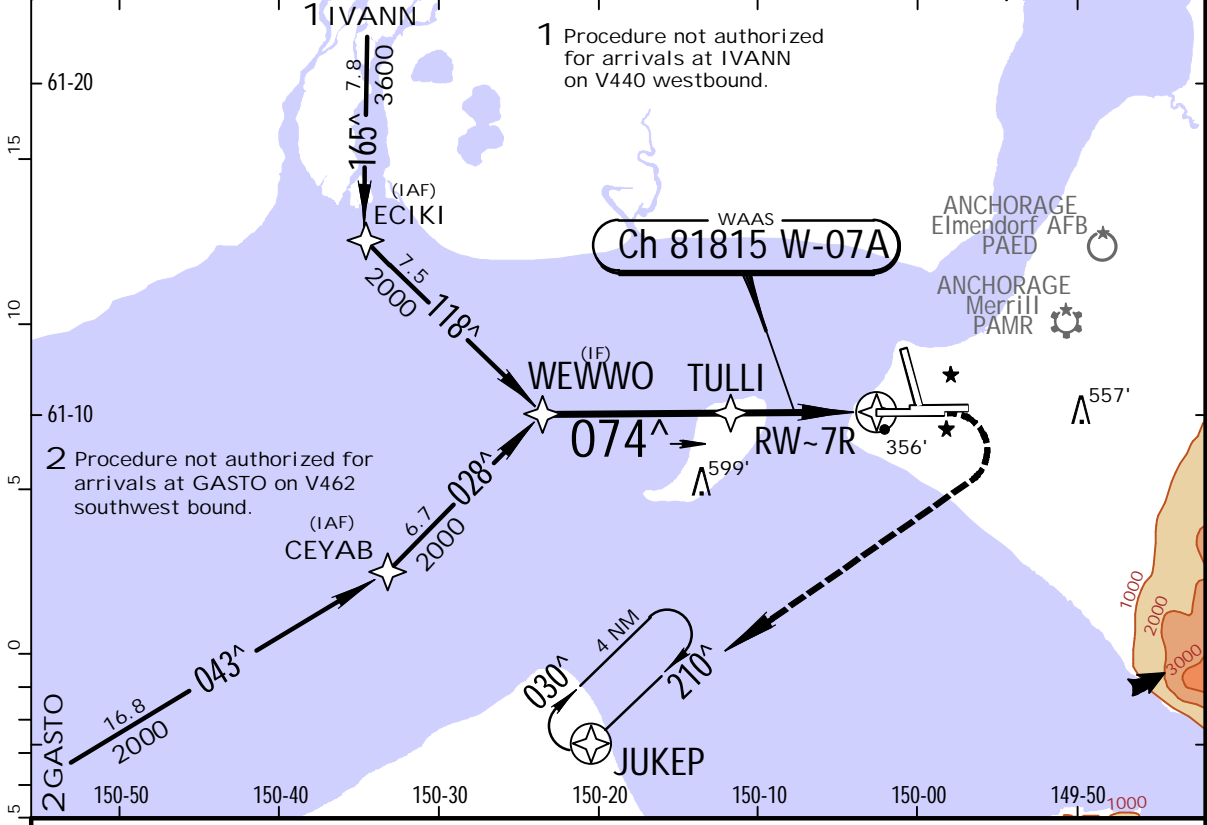 1 IVANN
1 Procedure not authorized
for arrivals at IVANN
on V440 westbound.
7.8
3600
165^
61-20
15
(IAF)
ECIKI
WAAS
Ch 81815 W-07A
ANCHORAGE
Elmendorf AFB
PAED
ANCHORAGE
Merrill
PAMR
7.5
2000
118^
10
(IF)
WEWWO
TULLI
61-10
074^
RW~7R
356'
557'
599'
2 Procedure not authorized for
arrivals at GASTO on V462
southwest bound.
5
(IAF)
CEYAB
6.7
2000
028^
1000
2000
3000
0
043^
16.8
2000
2 GASTO
4 NM
030^
210^
JUKEP
5
150-50
150-40
150-30
150-20
150-10
150-00
149-50
1000